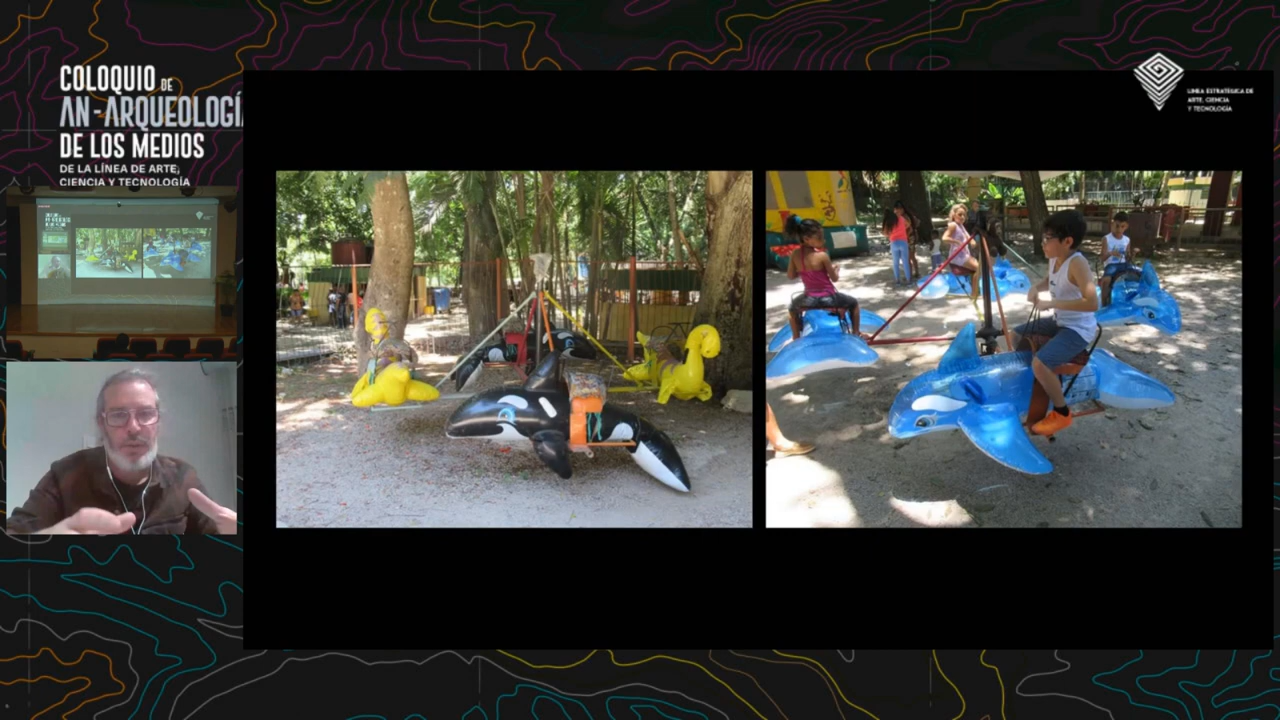 COLOQUIO DE
AN-ARQUEOLOGÍ
DE LOS MEDIOS
DE LA LÍNEA DE ARTE,
CIENCIA Y TECNOLOGÍA
LÍNEA ESTRATÉGICA DE
ARTE, CIENCIA
Y TECNOLOGÍA